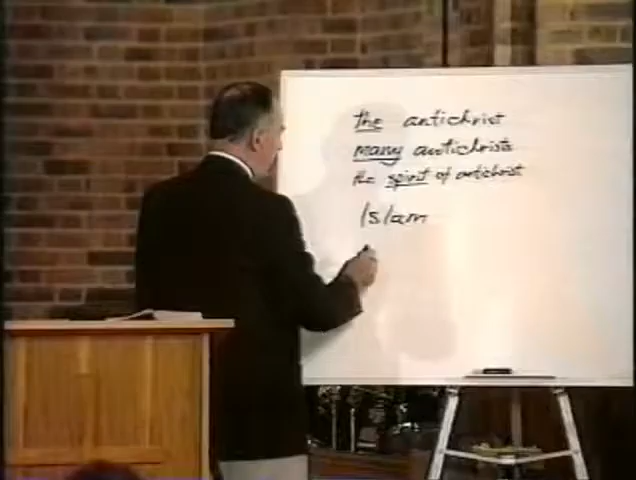 the antichrist
many antichrists
the spirit of antichrist
Islam